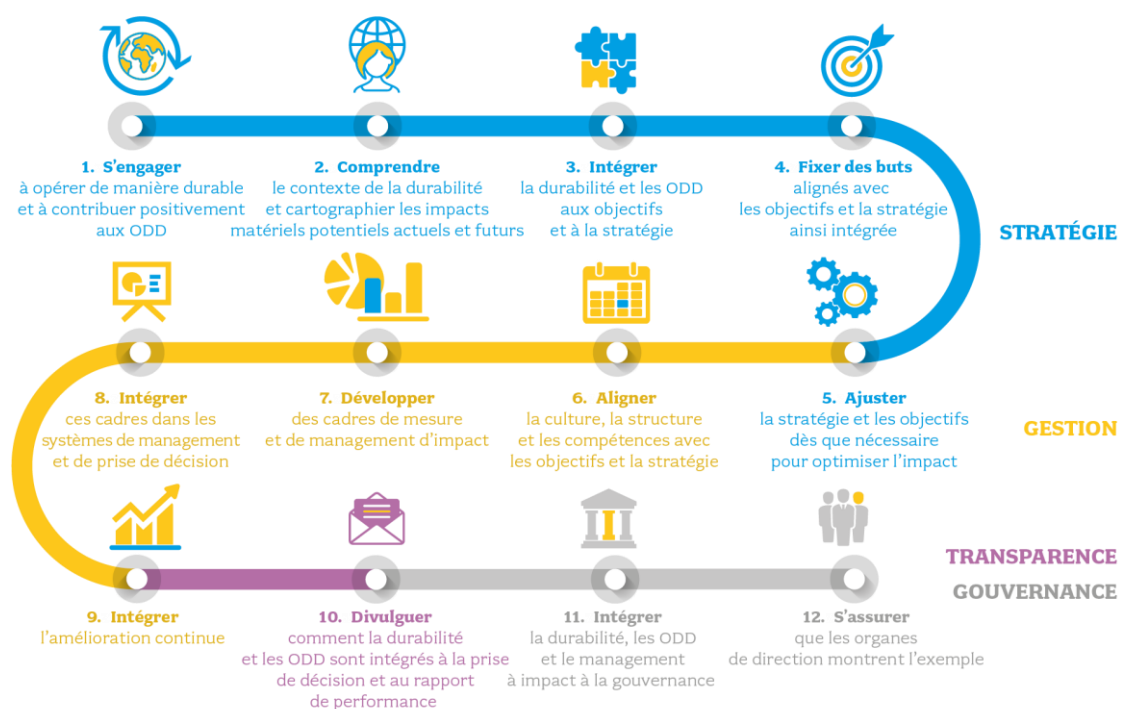 1. S'engager
à opérer de manière durable
et à contribuer positivement
aux ODD
2. Comprendre
le contexte de la durabilité
et cartographier les impacts
matériels potentiels actuels et futurs
3. Intégrer
la durabilité et les ODD
aux objectifs
et à la stratégie
4. Fixer des buts
alignés avec
les objectifs et la stratégie
ainsi intégrée
STRATÉGIE
5. Ajuster
la stratégie et les objectifs
dès que nécessaire
pour optimiser l'impact
6. Aligner
la culture, la structure
et les compétences avec
les objectifs et la stratégie
7. Développer
des cadres de mesure
et de management d'impact
8. Intégrer
ces cadres dans les
systèmes de management
et de prise de décision
GESTION
9. Intégrer
l'amélioration continue
10. Divulguer
comment la durabilité
et les ODD sont intégrés à la prise
de décision et au rapport
de performance
11. Intégrer
la durabilité, les ODD
et le management
à impact à la gouvernance
12. S'assurer
que les organes
de direction montrent l'exemple
TRANSPARENCE
GOUVERNANCE